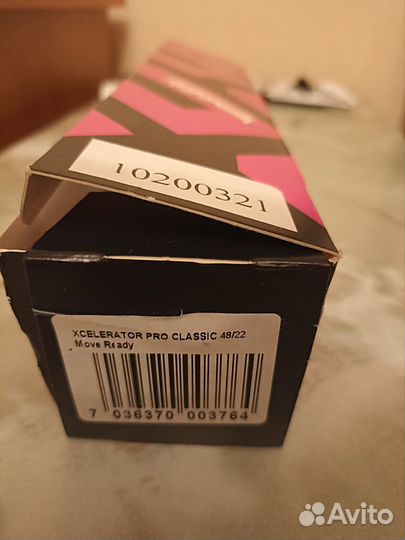 10200321
XCELERATOR PRO CLASSIC 48/22
Move Ready
7 036370 003764
Avito